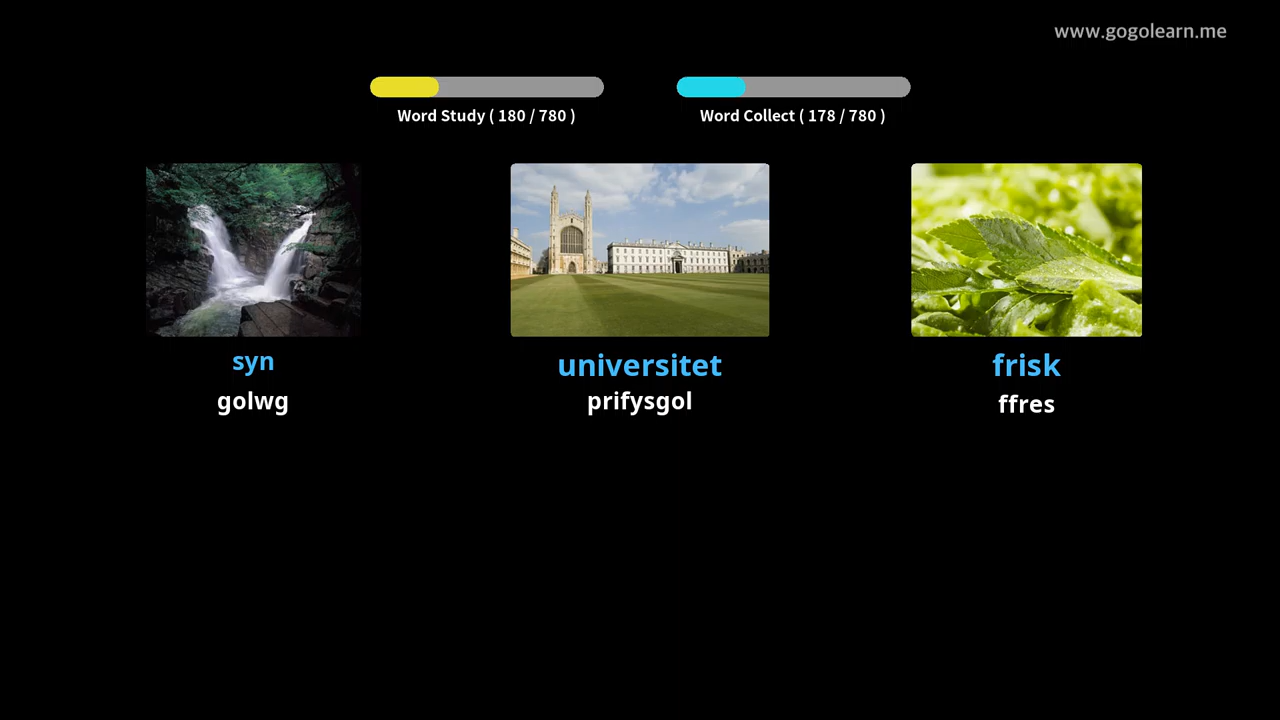 www.gogolearn.me
Word Study ( 180 / 780 )
Word Collect ( 178 / 780 )
syn
universitet
frisk
golwg
prifysgol
ffres